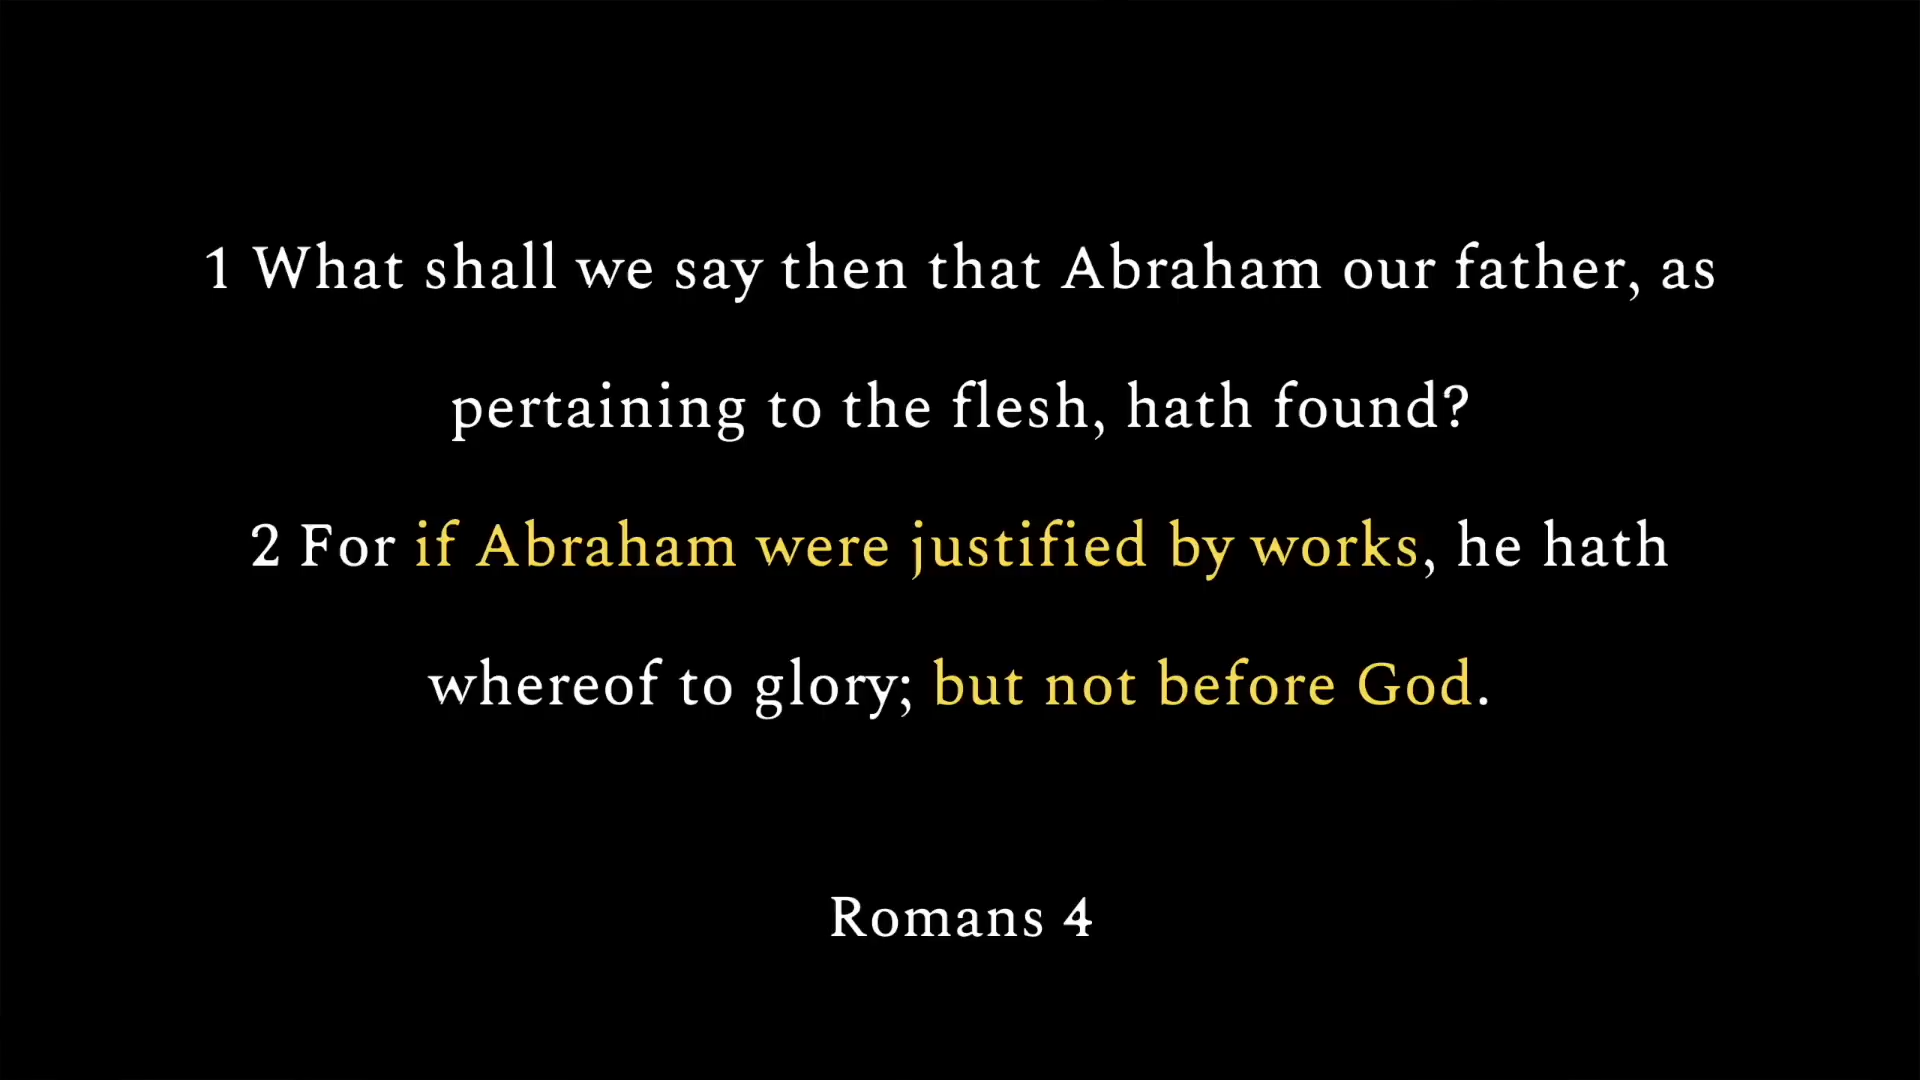 1 What shall we say then that Abraham our father, as
pertaining to the flesh, hath found?
2 For if Abraham were justified by works, he hath
whereof to glory; but not before God.
Romans 4